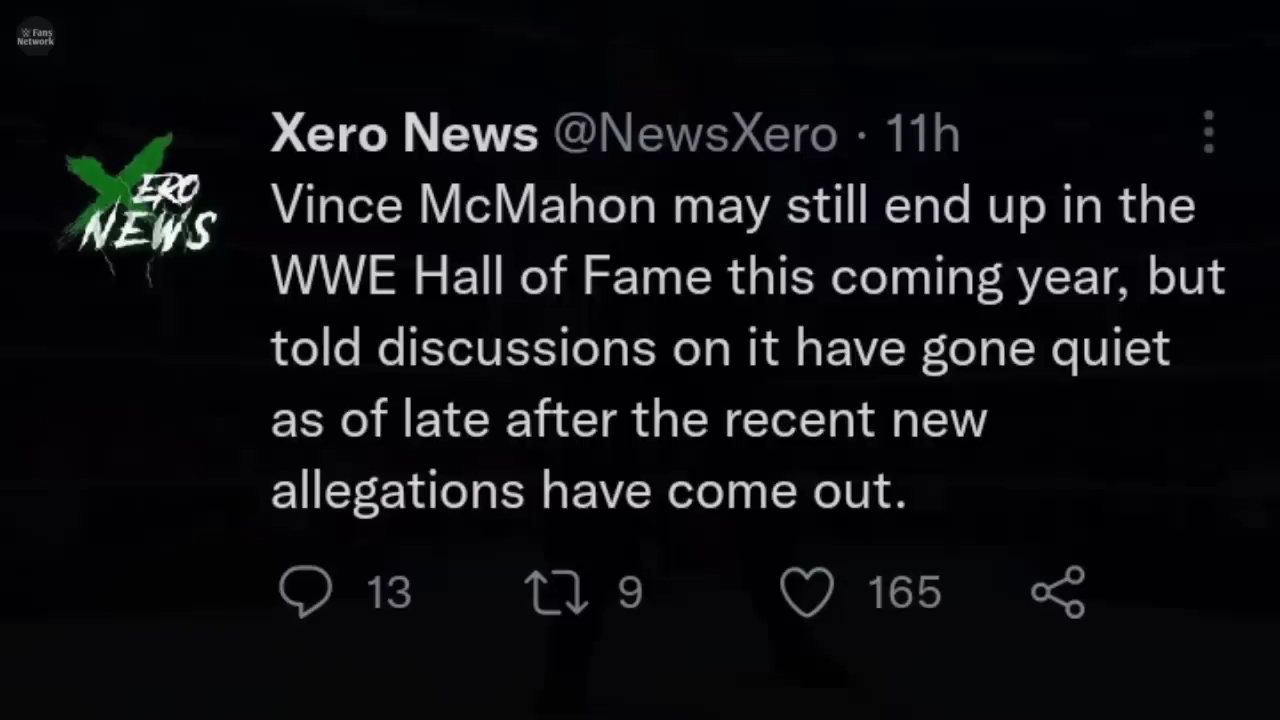 Fans
Network
Xero News @NewsXero · 11h
XERO
NEWS
Vince McMahon may still end up in the
WWE Hall of Fame this coming year, but
told discussions on it have gone quiet
as of late after the recent new
allegations have come out.
13 9 165